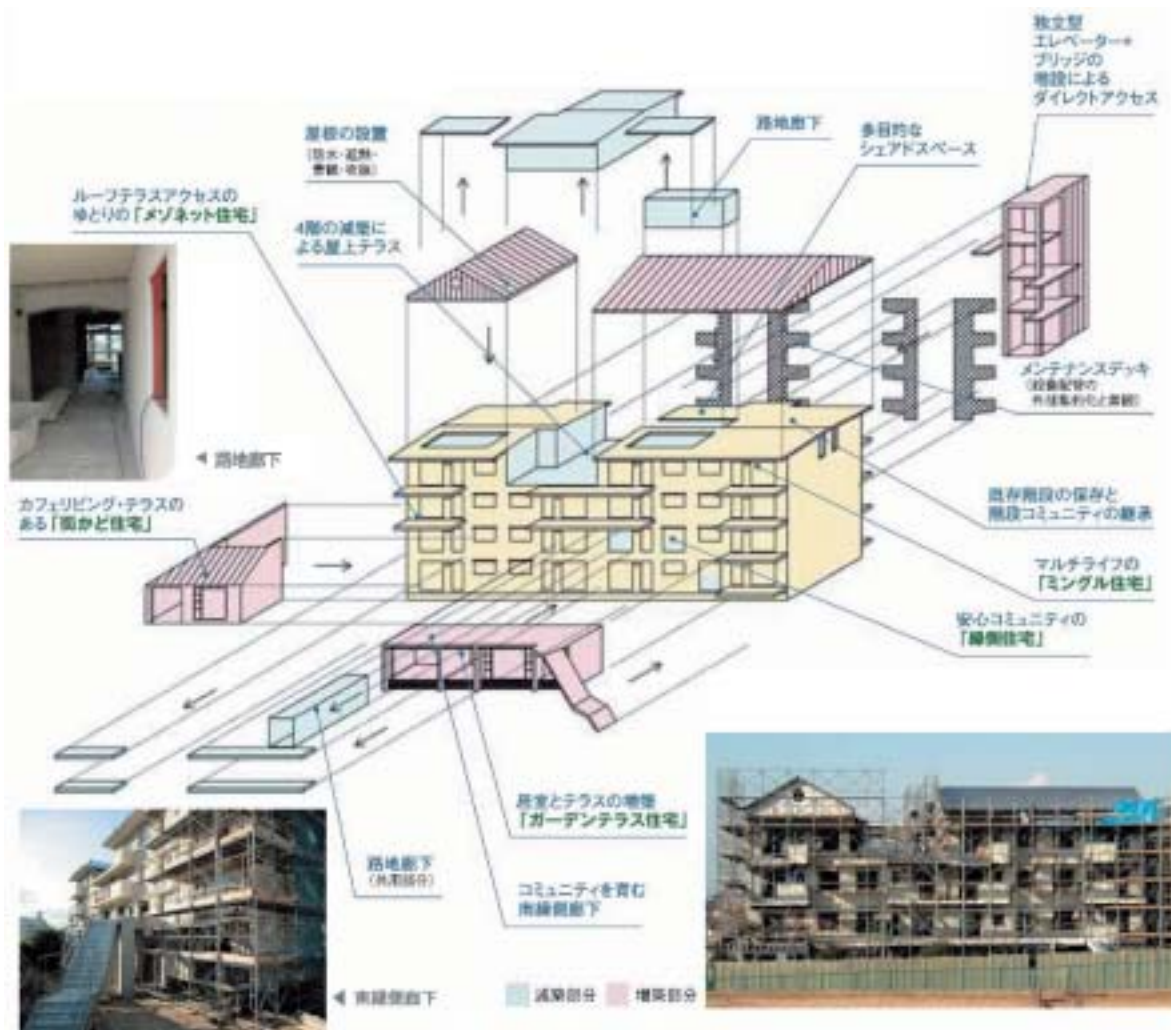 独立型
エレベーター+
ブリッジの
増設による
ダイレクトアクセス
屋根の設置
路地廊下
多目的な
シェアドスペース
ルーフテラスアクセスの
ゆとりの「メゾネット住宅」
4階の減築に
よる屋上テラス
メンテナンスデッキ
◀ 路地廊下
カフェリビング・テラスの
ある「街かど住宅」
既存階段の保存と
階段コミュニティの継承
マルチライフの
「ミングル住宅」
安心コミュニティの
「縁側住宅」
居室とテラスの増築
「ガーデンテラス住宅」
路地廊下
(共用部分)
コミュニティを育む
南縁側廊下
◀ 南縁側廊下
減築部分
増築部分